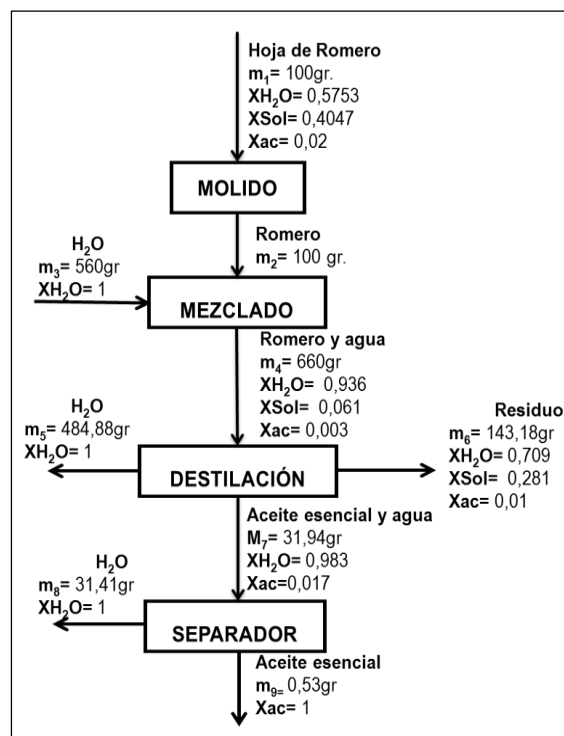 Hoja de Romero
m₁= 100gr.
XH₂O= 0,5753
XSol= 0,4047
Xac= 0,02
MOLIDO
Romero
m₂= 100 gr.
H₂O
m₃= 560gr
XH₂O= 1
MEZCLADO
Romero y agua
m₄= 660gr
XH₂O= 0,936
XSol= 0,061
Xac= 0,003
H₂O
m₅= 484,88gr
XH₂O= 1
DESTILACIÓN
Residuo
m₆= 143,18gr
XH₂O= 0,709
XSol= 0,281
Xac= 0,01
Aceite esencial y agua
M₇= 31,94gr
XH₂O= 0,983
Xac=0,017
H₂O
m₈= 31,41gr
XH₂O= 1
SEPARADOR
Aceite esencial
m₉₌ 0,53gr
Xac= 1